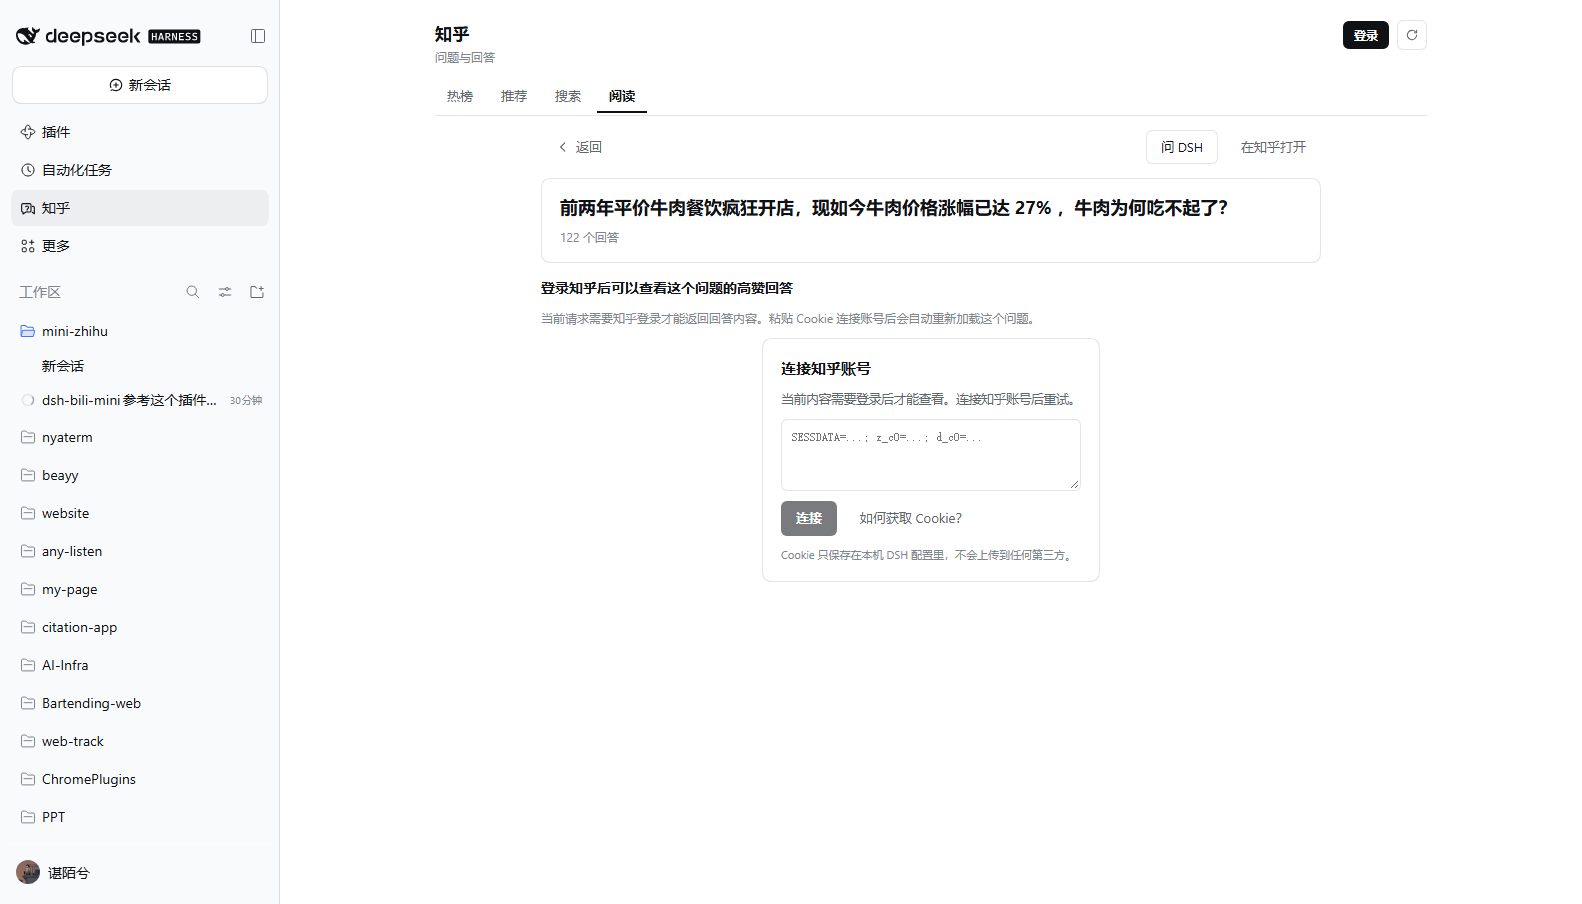 deepseek HARNESS
新会话
插件
自动化任务
知乎
更多
工作区
mini-zhihu
新会话
dsh-bili-mini 参考这个插件... 30分钟
nyaterm
beayy
website
any-listen
my-page
citation-app
AI-Infra
Bartending-web
web-track
ChromePlugins
PPT
谌陌兮
知乎
登录
问题与回答
热榜 推荐 搜索 阅读
返回 问 DSH 在知乎打开
前两年平价牛肉餐饮疯狂开店，现如今牛肉价格涨幅已达 27% ，牛肉为何吃不起了？
122 个回答
登录知乎后可以查看这个问题的高赞回答
当前请求需要知乎登录才能返回回答内容。粘贴 Cookie 连接账号后会自动重新加载这个问题。
连接知乎账号
当前内容需要登录后才能查看。连接知乎账号后重试。
SESSDATA=...; z_c0=...; d_c0=...
连接 如何获取 Cookie？
Cookie 只保存在本机 DSH 配置里，不会上传到任何第三方。